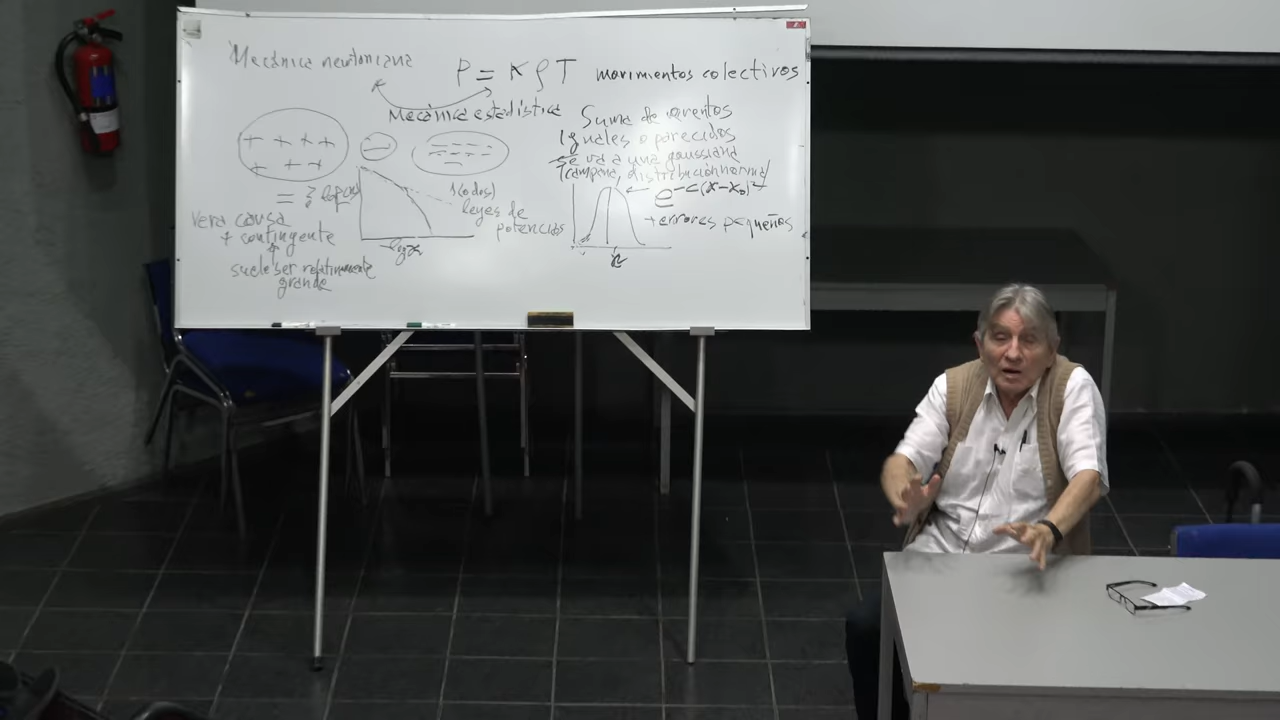 Mecánica newtoniana
P = K ρ T movimientos colectivos
Mecánica estadística
Suma de eventos
iguales o parecidos
se va a una gaussiana
(campana, distribución normal)
e^-c(x-x₀)²
+ errores pequeños
+ + + +
+ + +
leyes de
potencias
log x
vera causa
+ contingente
suele ser relativamente
grande